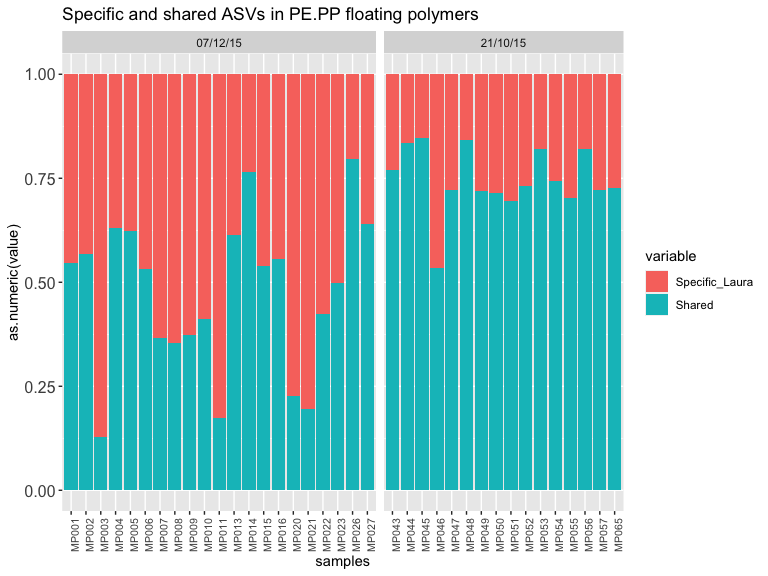 Specific and shared ASVs in PE.PP floating polymers
07/12/15
21/10/15
1.00
0.75
0.50
0.25
0.00
as.numeric(value)
MP001
MP002
MP003
MP004
MP005
MP006
MP007
MP008
MP009
MP010
MP011
MP013
MP014
MP015
MP016
MP020
MP021
MP022
MP023
MP026
MP027
MP043
MP044
MP045
MP046
MP047
MP048
MP049
MP050
MP051
MP052
MP053
MP054
MP055
MP056
MP057
MP065
samples
variable
Specific_Laura
Shared